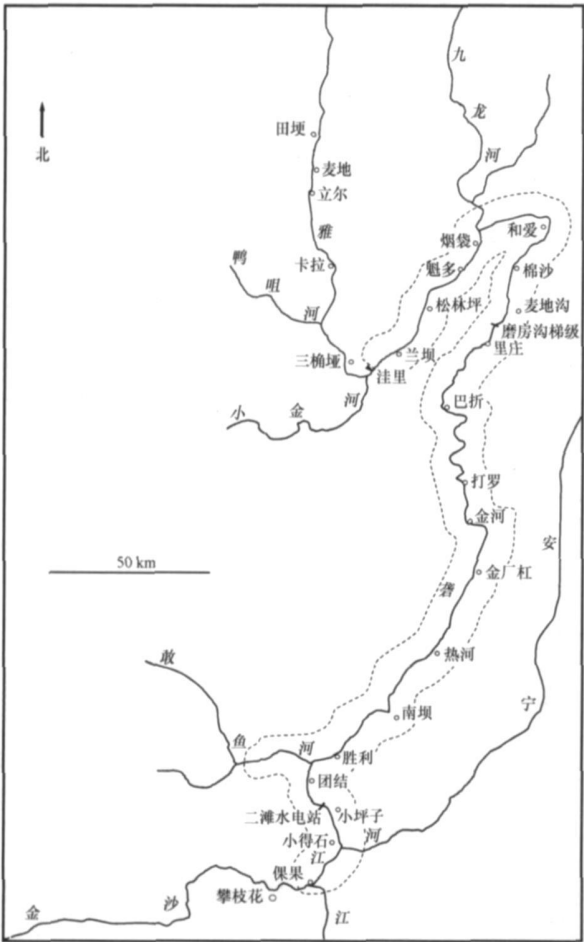 九
龙
河
北
田埂
麦地
立尔
雅
卡拉
鸭
咀
河
烟袋
和爱
魁多
棉沙
松林坪
麦地沟
磨房沟梯级
里庄
三桷垭
兰坝
洼里
小
金
河
巴折
打罗
金河
安
50 km
金厂杠
砻
热河
敢
宁
南坝
鱼
河
胜利
团结
二滩水电站
小坪子
小得石
河
江
倮果
攀枝花
金
沙
江